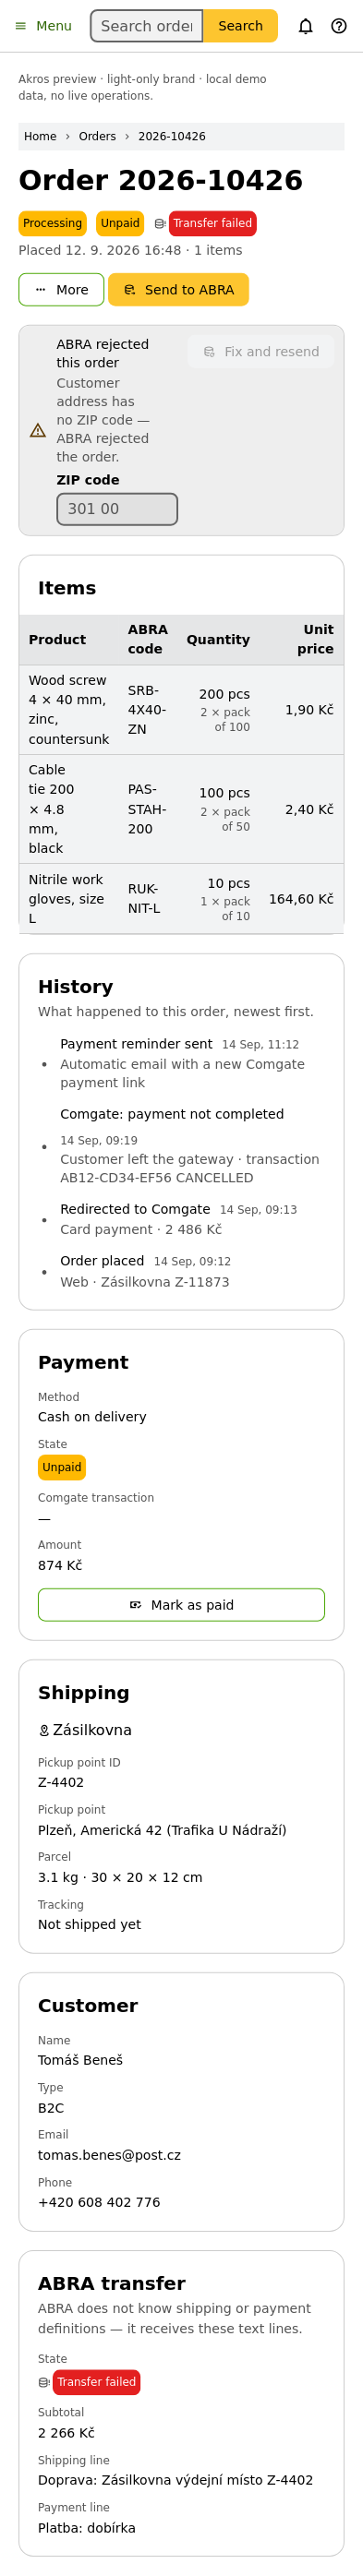 Menu
Search order
Search
Akros preview · light-only brand · local demo
data, no live operations.
Home › Orders › 2026-10426
Order 2026-10426
Processing Unpaid Transfer failed
Placed 12. 9. 2026 16:48 · 1 items
More
Send to ABRA
ABRA rejected
this order
Fix and resend
Customer
address has
no ZIP code —
ABRA rejected
the order.
ZIP code
301 00
Items
Product ABRA code Quantity Unit price
Wood screw
4 × 40 mm,
zinc,
countersunk
SRB-
4X40-
ZN
200 pcs
2 × pack
of 100
1,90 Kč
Cable
tie 200
× 4.8
mm,
black
PAS-
STAH-
200
100 pcs
2 × pack
of 50
2,40 Kč
Nitrile work
gloves, size
L
RUK-
NIT-L
10 pcs
1 × pack
of 10
164,60 Kč
History
What happened to this order, newest first.
Payment reminder sent 14 Sep, 11:12
Automatic email with a new Comgate
payment link
Comgate: payment not completed
14 Sep, 09:19
Customer left the gateway · transaction
AB12-CD34-EF56 CANCELLED
Redirected to Comgate 14 Sep, 09:13
Card payment · 2 486 Kč
Order placed 14 Sep, 09:12
Web · Zásilkovna Z-11873
Payment
Method
Cash on delivery
State
Unpaid
Comgate transaction
—
Amount
874 Kč
Mark as paid
Shipping
Zásilkovna
Pickup point ID
Z-4402
Pickup point
Plzeň, Americká 42 (Trafika U Nádraží)
Parcel
3.1 kg · 30 × 20 × 12 cm
Tracking
Not shipped yet
Customer
Name
Tomáš Beneš
Type
B2C
Email
tomas.benes@post.cz
Phone
+420 608 402 776
ABRA transfer
ABRA does not know shipping or payment
definitions — it receives these text lines.
State
Transfer failed
Subtotal
2 266 Kč
Shipping line
Doprava: Zásilkovna výdejní místo Z-4402
Payment line
Platba: dobírka